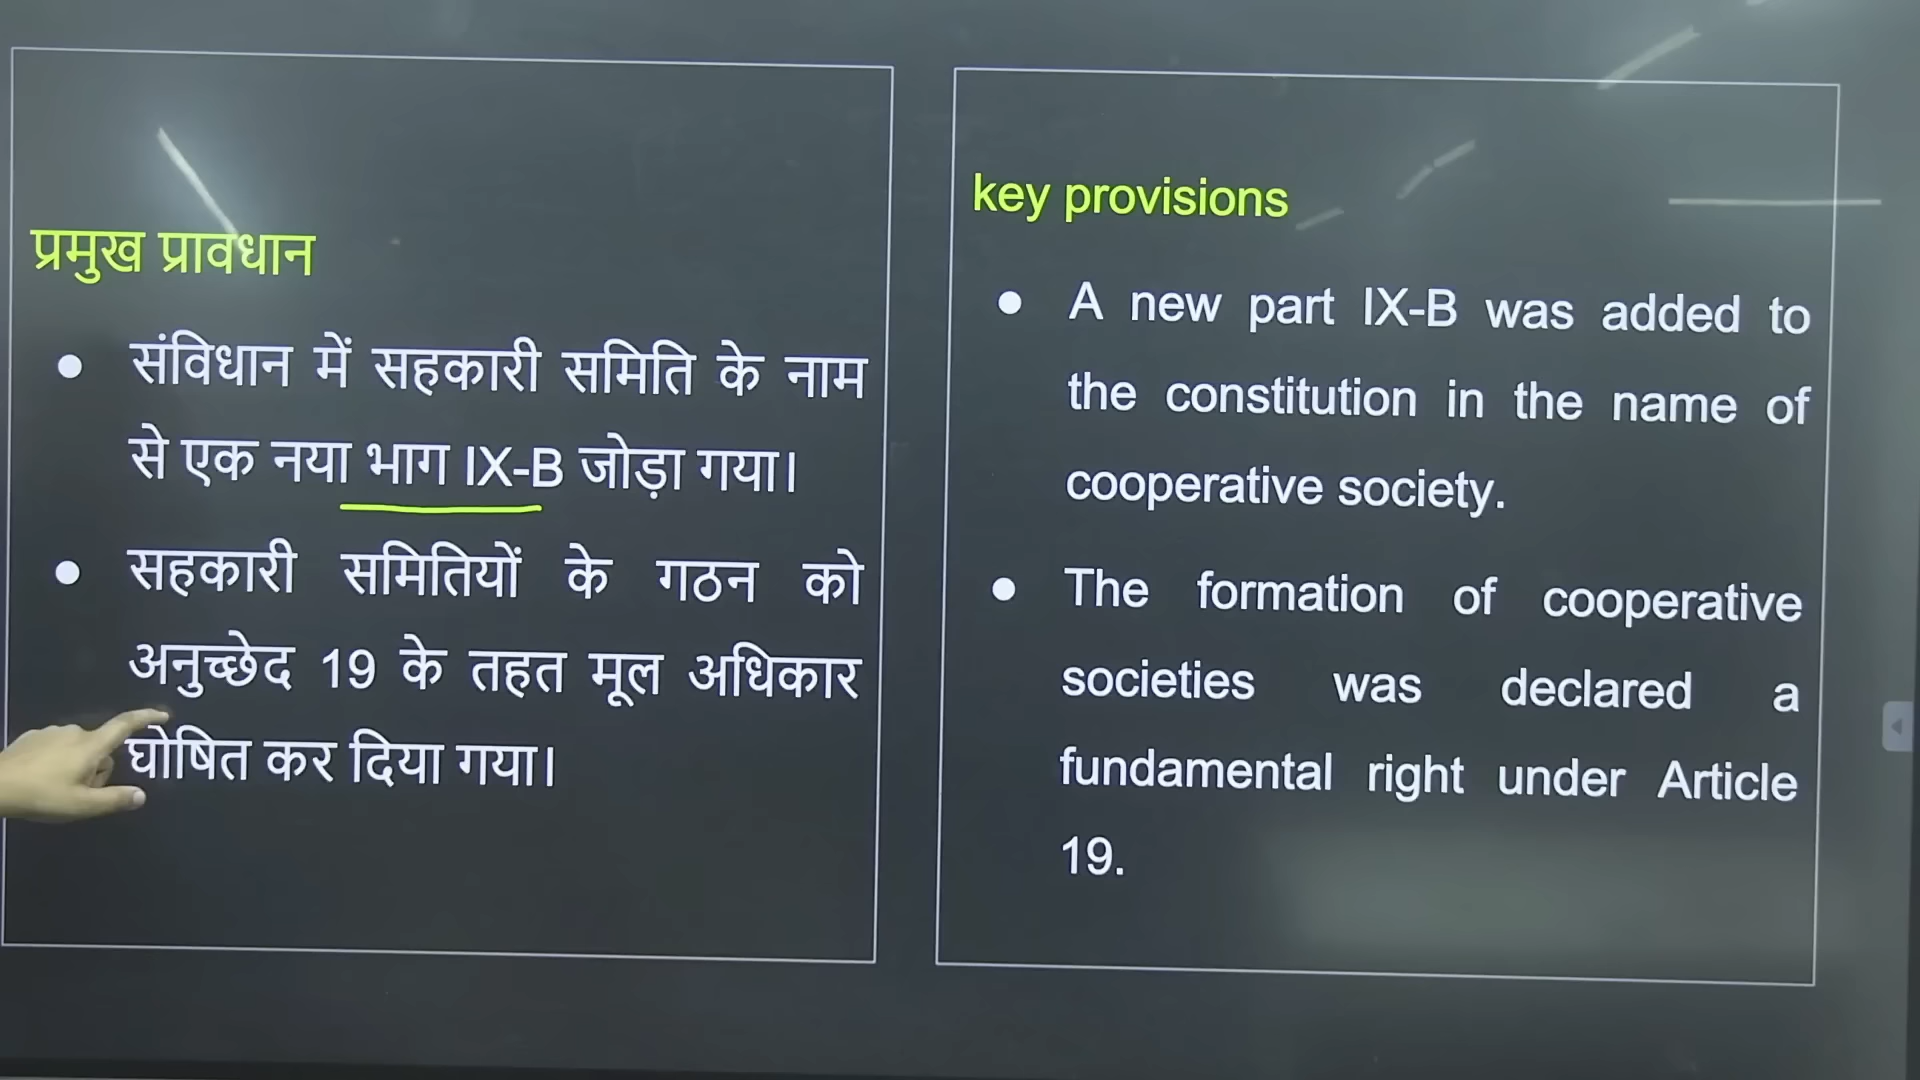 प्रमुख प्रावधान
संविधान में सहकारी समिति के नाम
से एक नया भाग IX-B जोड़ा गया।
सहकारी समितियों के गठन को
अनुच्छेद 19 के तहत मूल अधिकार
घोषित कर दिया गया।
key provisions
A new part IX-B was added to
the constitution in the name of
cooperative society.
The formation of cooperative
societies was declared a
fundamental right under Article
19.